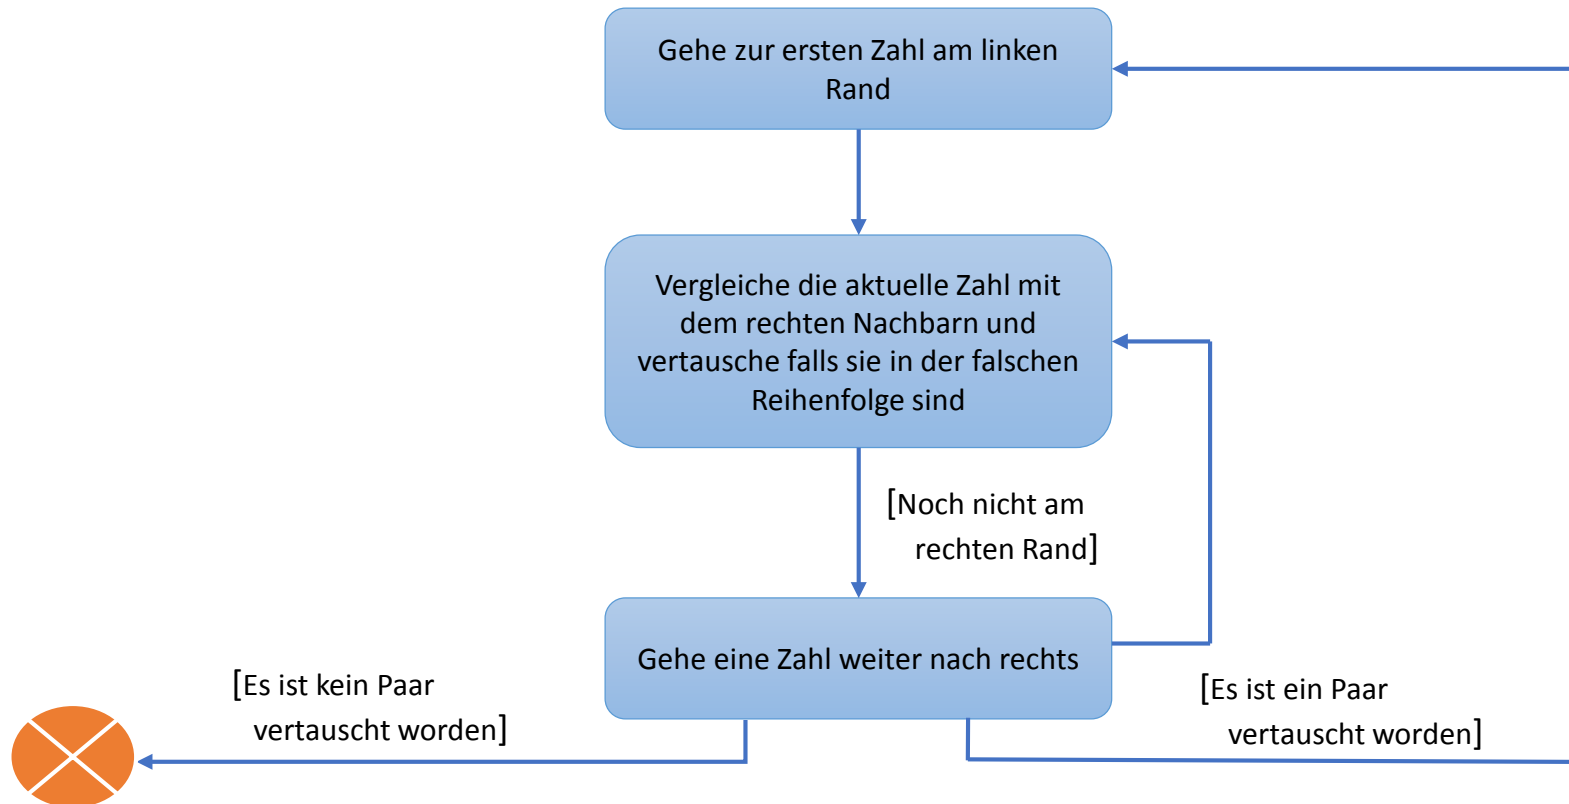 Gehe zur ersten Zahl am linken
Rand
Vergleiche die aktuelle Zahl mit
dem rechten Nachbarn und
vertausche falls sie in der falschen
Reihenfolge sind
[Noch nicht am
rechten Rand]
Gehe eine Zahl weiter nach rechts
[Es ist kein Paar
vertauscht worden]
[Es ist ein Paar
vertauscht worden]